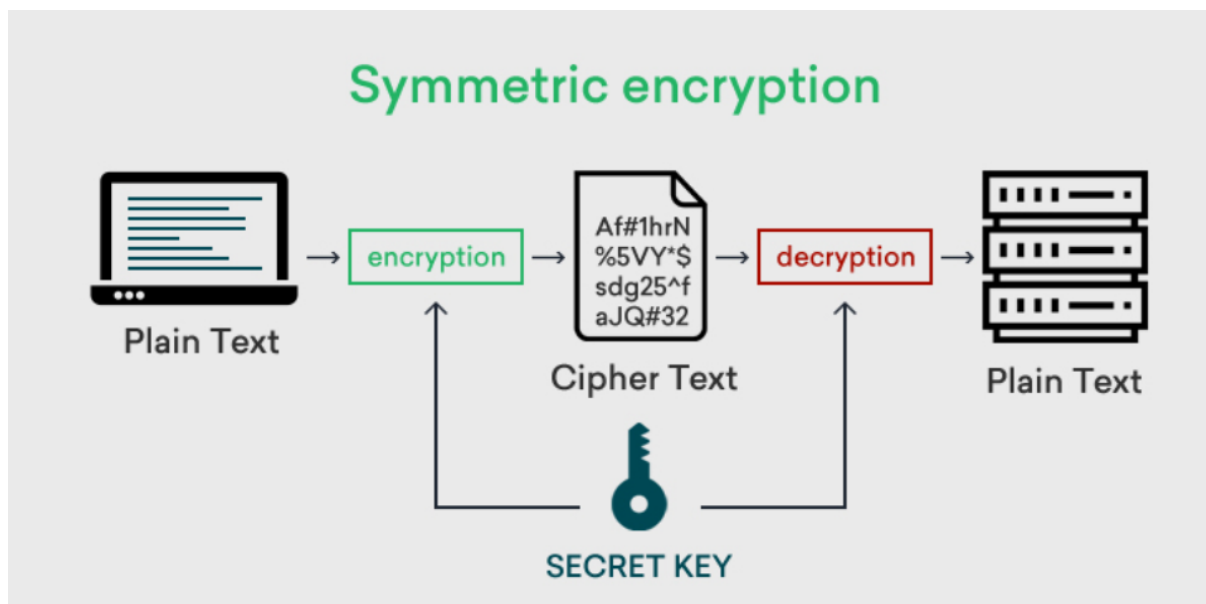 Symmetric encryption
encryption
Af#1hrN
%5VY*$
sdg25^f
aJQ#32
decryption
Plain Text
Cipher Text
Plain Text
SECRET KEY